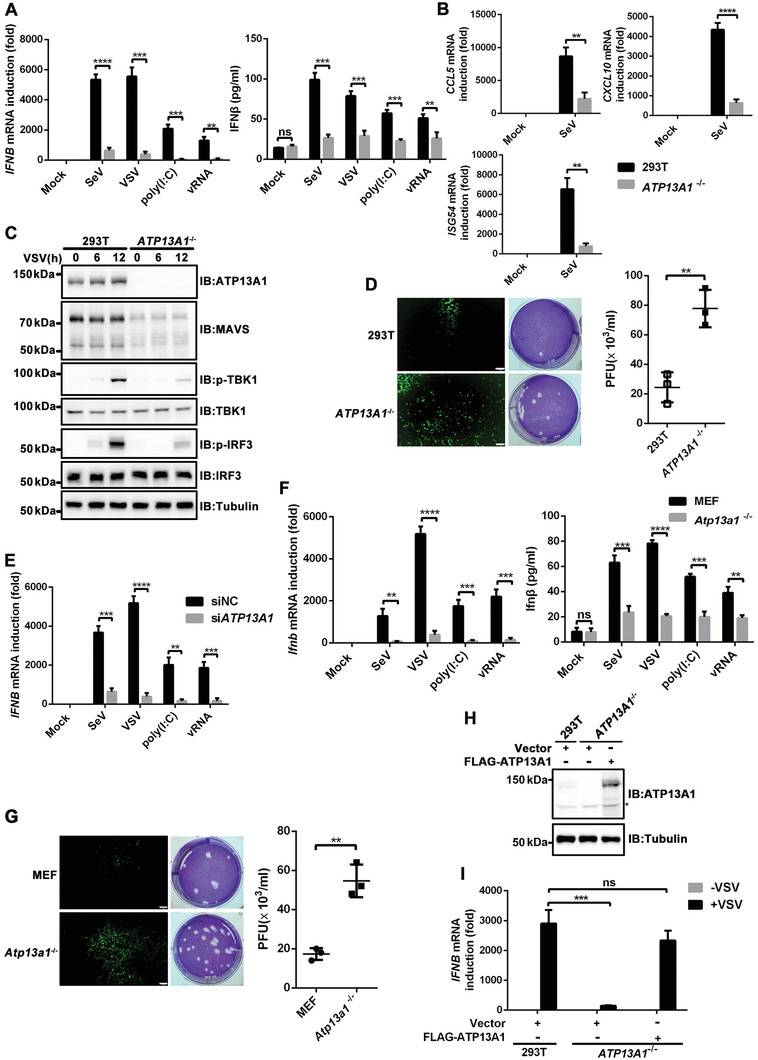 A
IFNB mRNA induction (fold)
8000
6000
4000
2000
0
**** *** *** **
Mock SeV VSV poly(I:C) vRNA
IFNβ (pg/ml)
150
100
50
0
ns *** *** *** **
Mock SeV VSV poly(I:C) vRNA
B
CCL5 mRNA
induction (fold)
15000
10000
5000
0
**
Mock SeV
CXCL10 mRNA
induction (fold)
6000
4000
2000
0
****
Mock SeV
ISG54 mRNA
induction (fold)
10000
8000
6000
4000
2000
0
**
Mock SeV
293T
ATP13A1 -/-
C
293T ATP13A1-/-
VSV(h) 0 6 12 0 6 12
150kDa
IB:ATP13A1
70kDa
IB:MAVS
50kDa
100kDa
IB:p-TBK1
100kDa
IB:TBK1
50kDa
IB:p-IRF3
50kDa
IB:IRF3
50kDa
IB:Tubulin
D
293T
ATP13A1-/-
PFU(x 10³/ml)
100
80
60
40
20
0
**
293T ATP13A1-/-
E
IFNB mRNA induction (fold)
6000
4000
2000
0
*** **** ** ***
Mock SeV VSV poly(I:C) vRNA
siNC
siATP13A1
F
Ifnb mRNA induction (fold)
6000
4000
2000
0
** **** *** ***
Mock SeV VSV poly(I:C) vRNA
MEF
Atp13a1 -/-
Ifnβ (pg/ml)
100
80
60
40
20
0
ns *** **** *** **
Mock SeV VSV poly(I:C) vRNA
G
MEF
Atp13a1-/-
PFU(x 10³/ml)
80
60
40
20
0
**
MEF Atp13a1 -/-
H
293T ATP13A1-/-
Vector + + -
FLAG-ATP13A1 - - +
150kDa
IB:ATP13A1
*
50kDa
IB:Tubulin
I
IFNB mRNA
induction (fold)
4000
3000
2000
1000
0
ns
***
-VSV
+VSV
Vector + + -
FLAG-ATP13A1 - - +
293T ATP13A1-/-